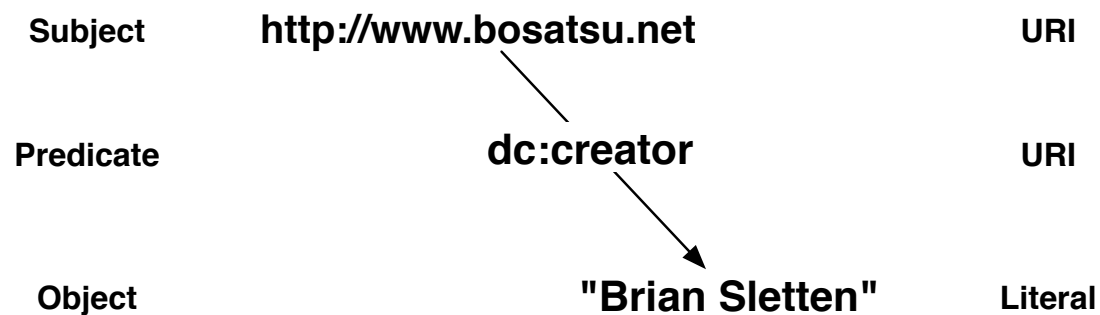 Subject http://www.bosatsu.net URI
Predicate dc:creator URI
Object "Brian Sletten" Literal